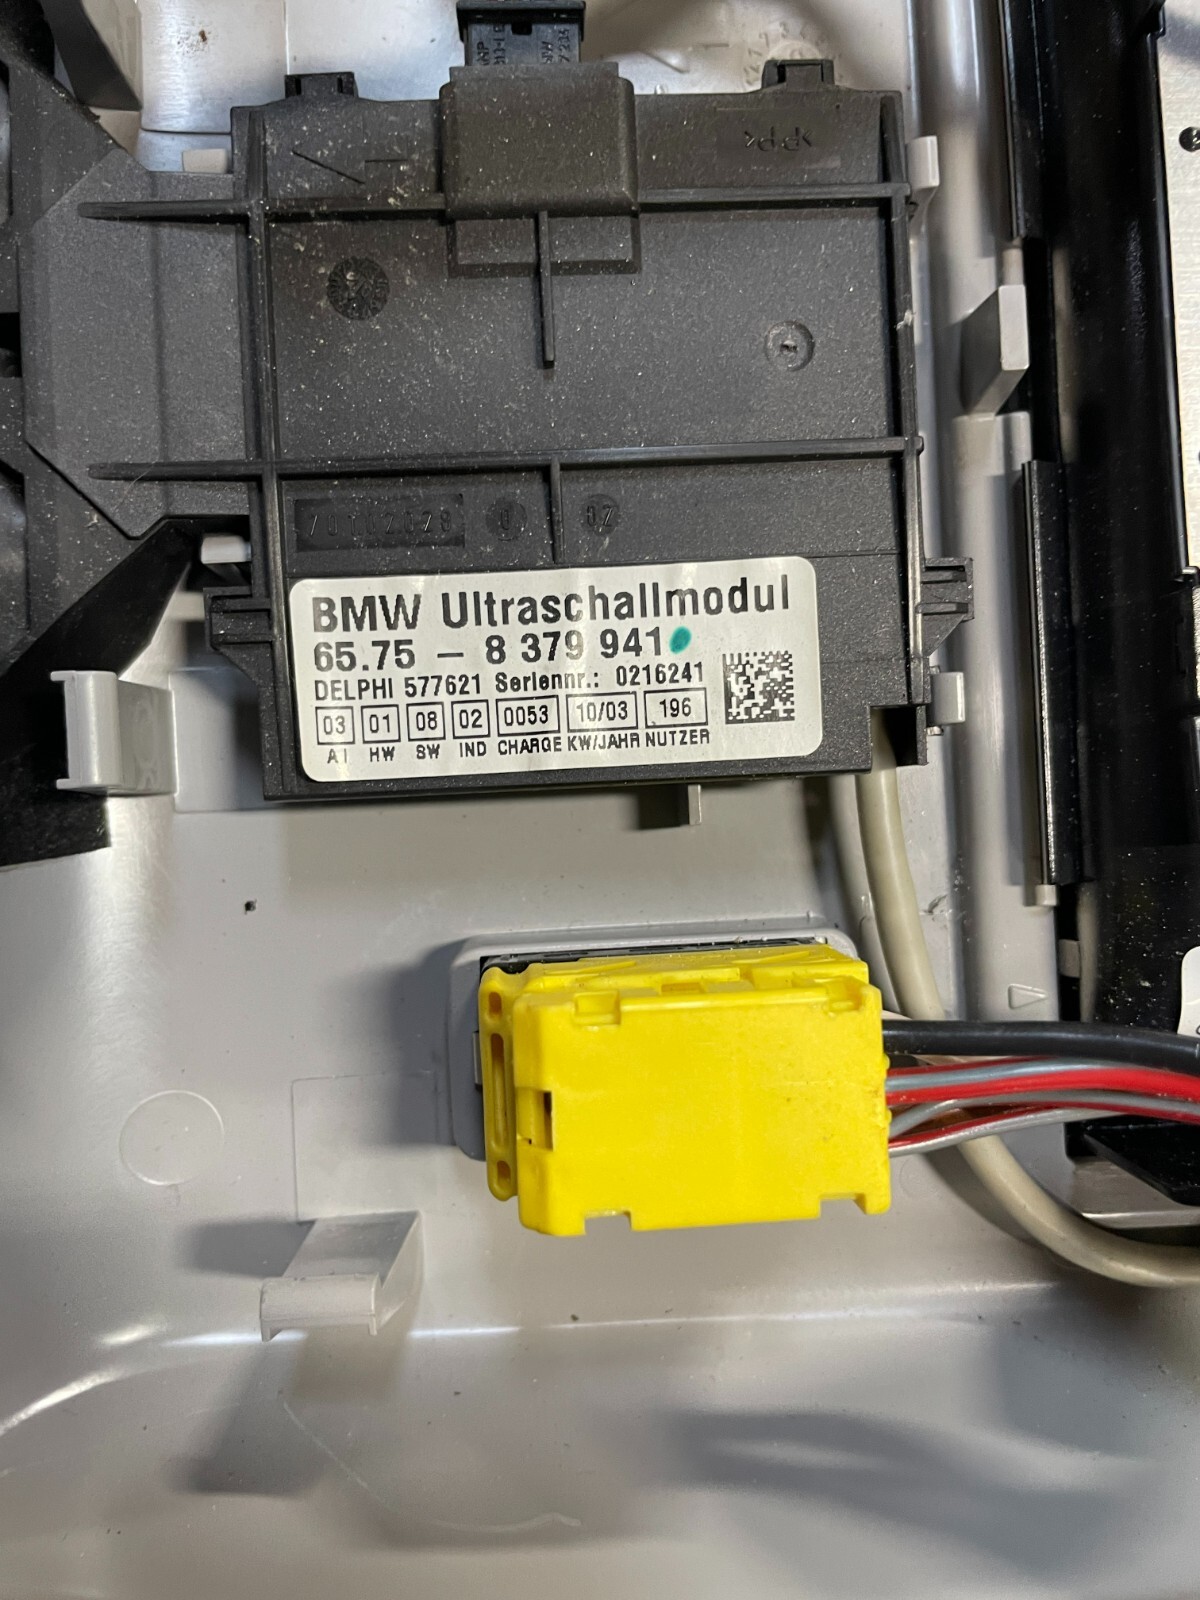 BMW Ultraschallmodul
65.75 – 8 379 941
DELPHI 577621 Seriennr.: 0216241
03 01 08 02 0053 10/03 196
AI HW SW IND CHARGE KW/JAHR NUTZER